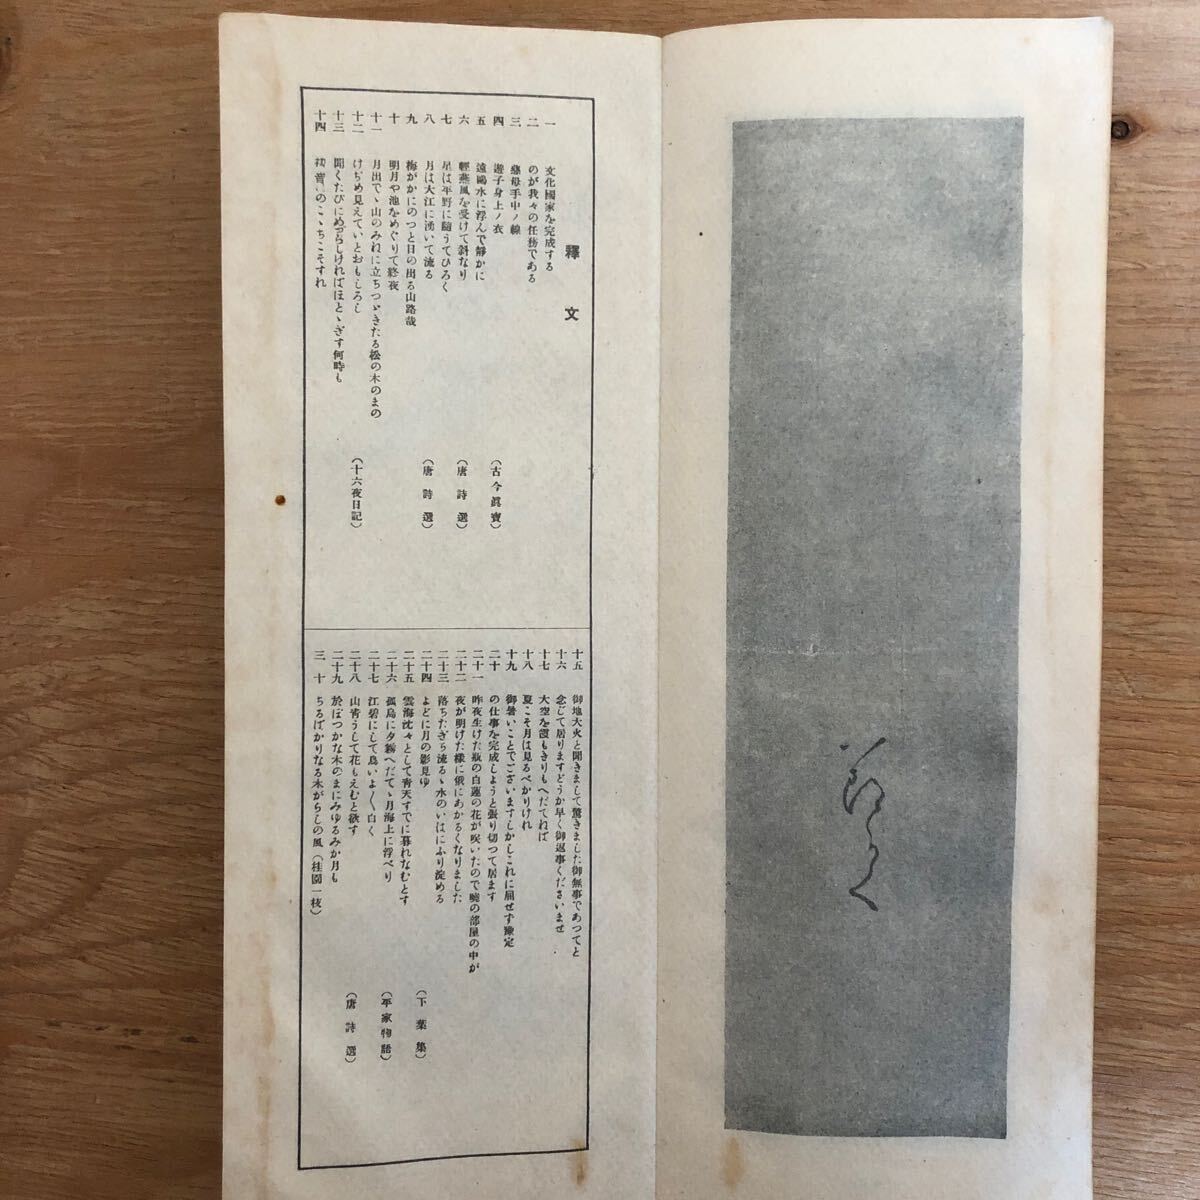 釋文
一 文化國家を完成する
二 のが我々の任務である
三 慈母手中ノ線
四 遊子身上ノ衣 (古今眞寶)
五 遠鷗水に浮んで靜かに
六 輕燕風を受けて斜なり (唐詩選)
七 星は平野に隨うてひろく
八 月は大江に湧いて流る (唐詩選)
九 梅がかにのつと日の出る山路哉
十 明月や池をめぐりて終夜
十一 月出でゝ山のみねに立ちつゞきたる松の木のまの
十二 けぢめ見えていとおもしろし (十六夜日記)
十三 聞くたびにめづらしければほとゝぎす何時も
十四 初音のこゝちこそすれ
十五 御地大火と聞きまして驚きました御無事であつてと
十六 念じて居りますどうか早く御返事くださいませ
十七 大空を霞もきりもへだてねば
十八 夏こそ月は見るべかりけれ
十九 御暑いことでございますしかしこれに屈せず豫定
二十 の仕事を完成しようと張り切つて居ます
二十一 昨夜生けた瓶の白蓮の花が咲いたので曉の部屋の中が
二十二 夜が明けた樣に俄にあかるくなりました
二十三 落ちたぎち流るゝ水のいはにふり淀める
二十四 よどに月の影見ゆ (下葉集)
二十五 雲海沈々として青天すでに暮れなむとす
二十六 孤島に夕霧へだてゝ月海上に浮べり (平家物語)
二十七 江碧にして鳥いよ〱白く
二十八 山青うして花もえむと欲す (唐詩選)
二十九 於ぼつかな木のまにみゆるみか月も
三十 ちるばかりなる木がらしの風 (桂園一枝)